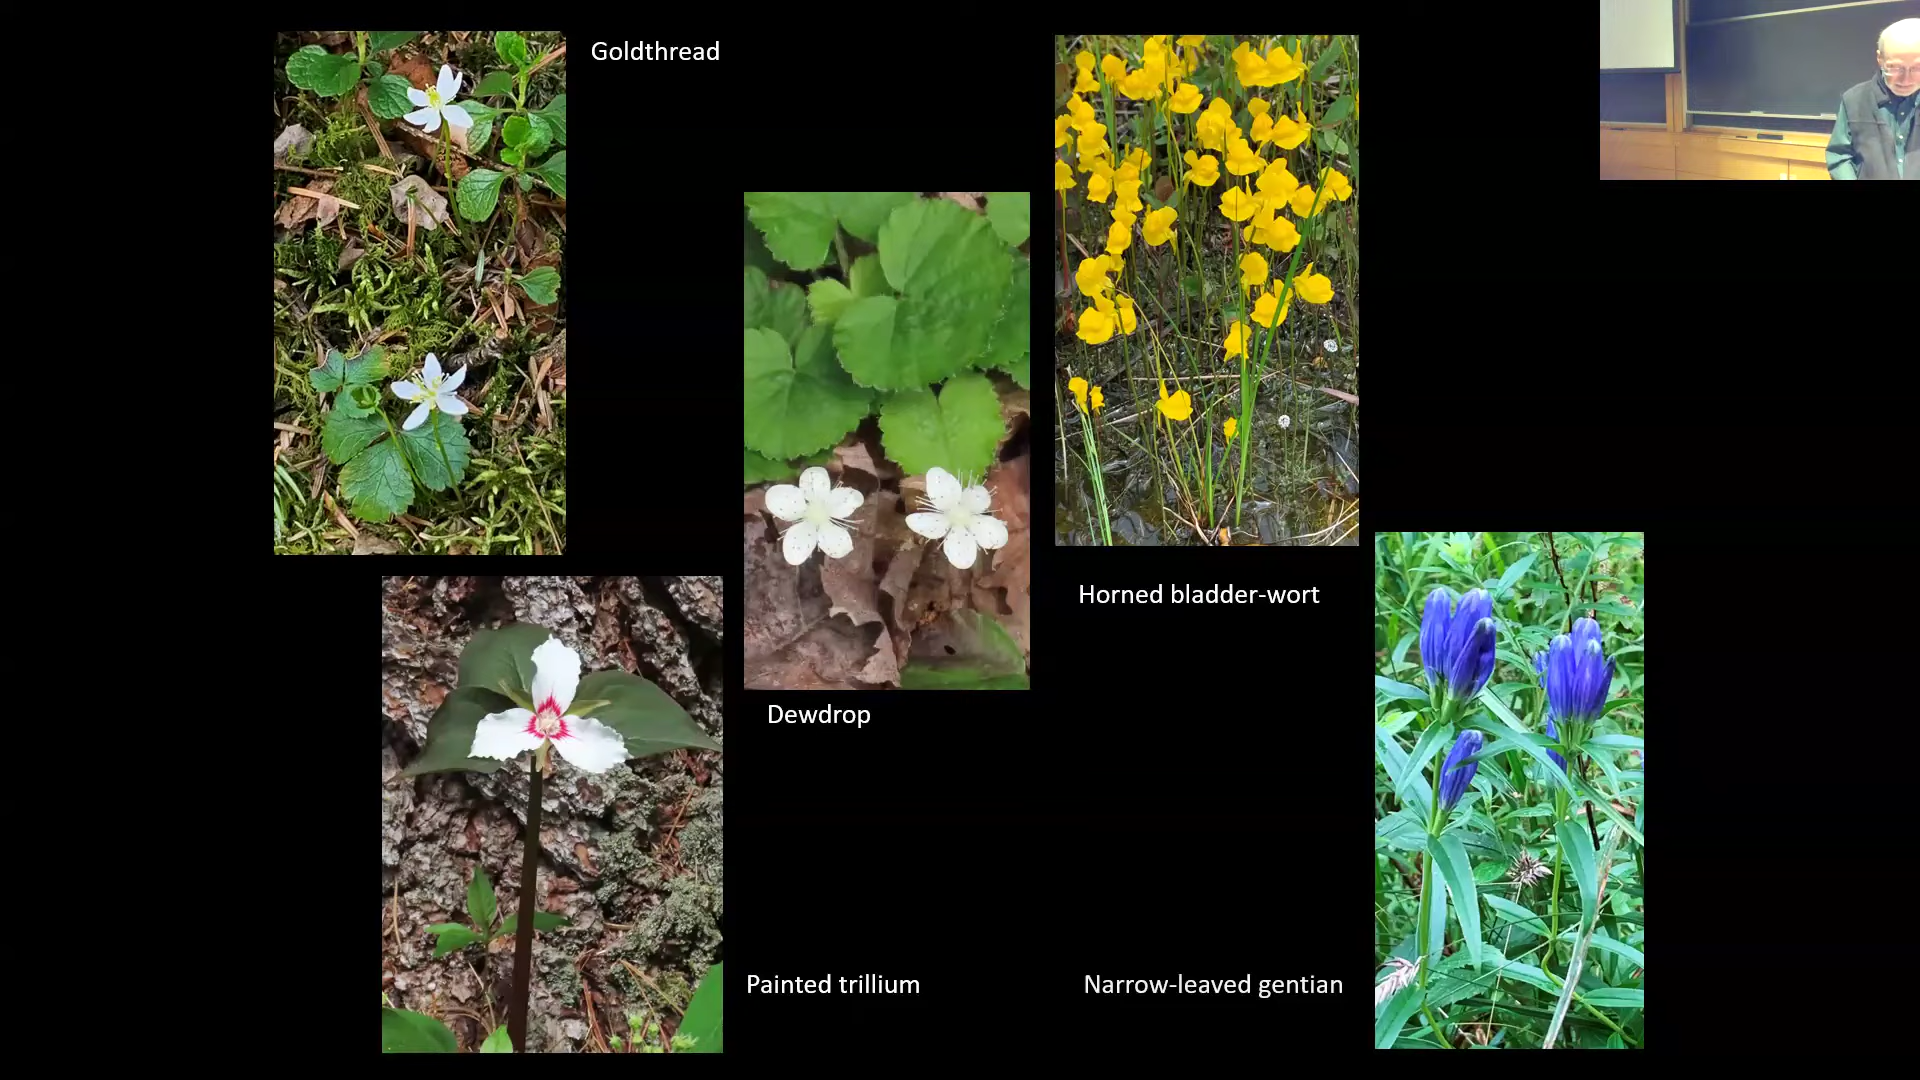 Goldthread
Horned bladder-wort
Dewdrop
Painted trillium
Narrow-leaved gentian